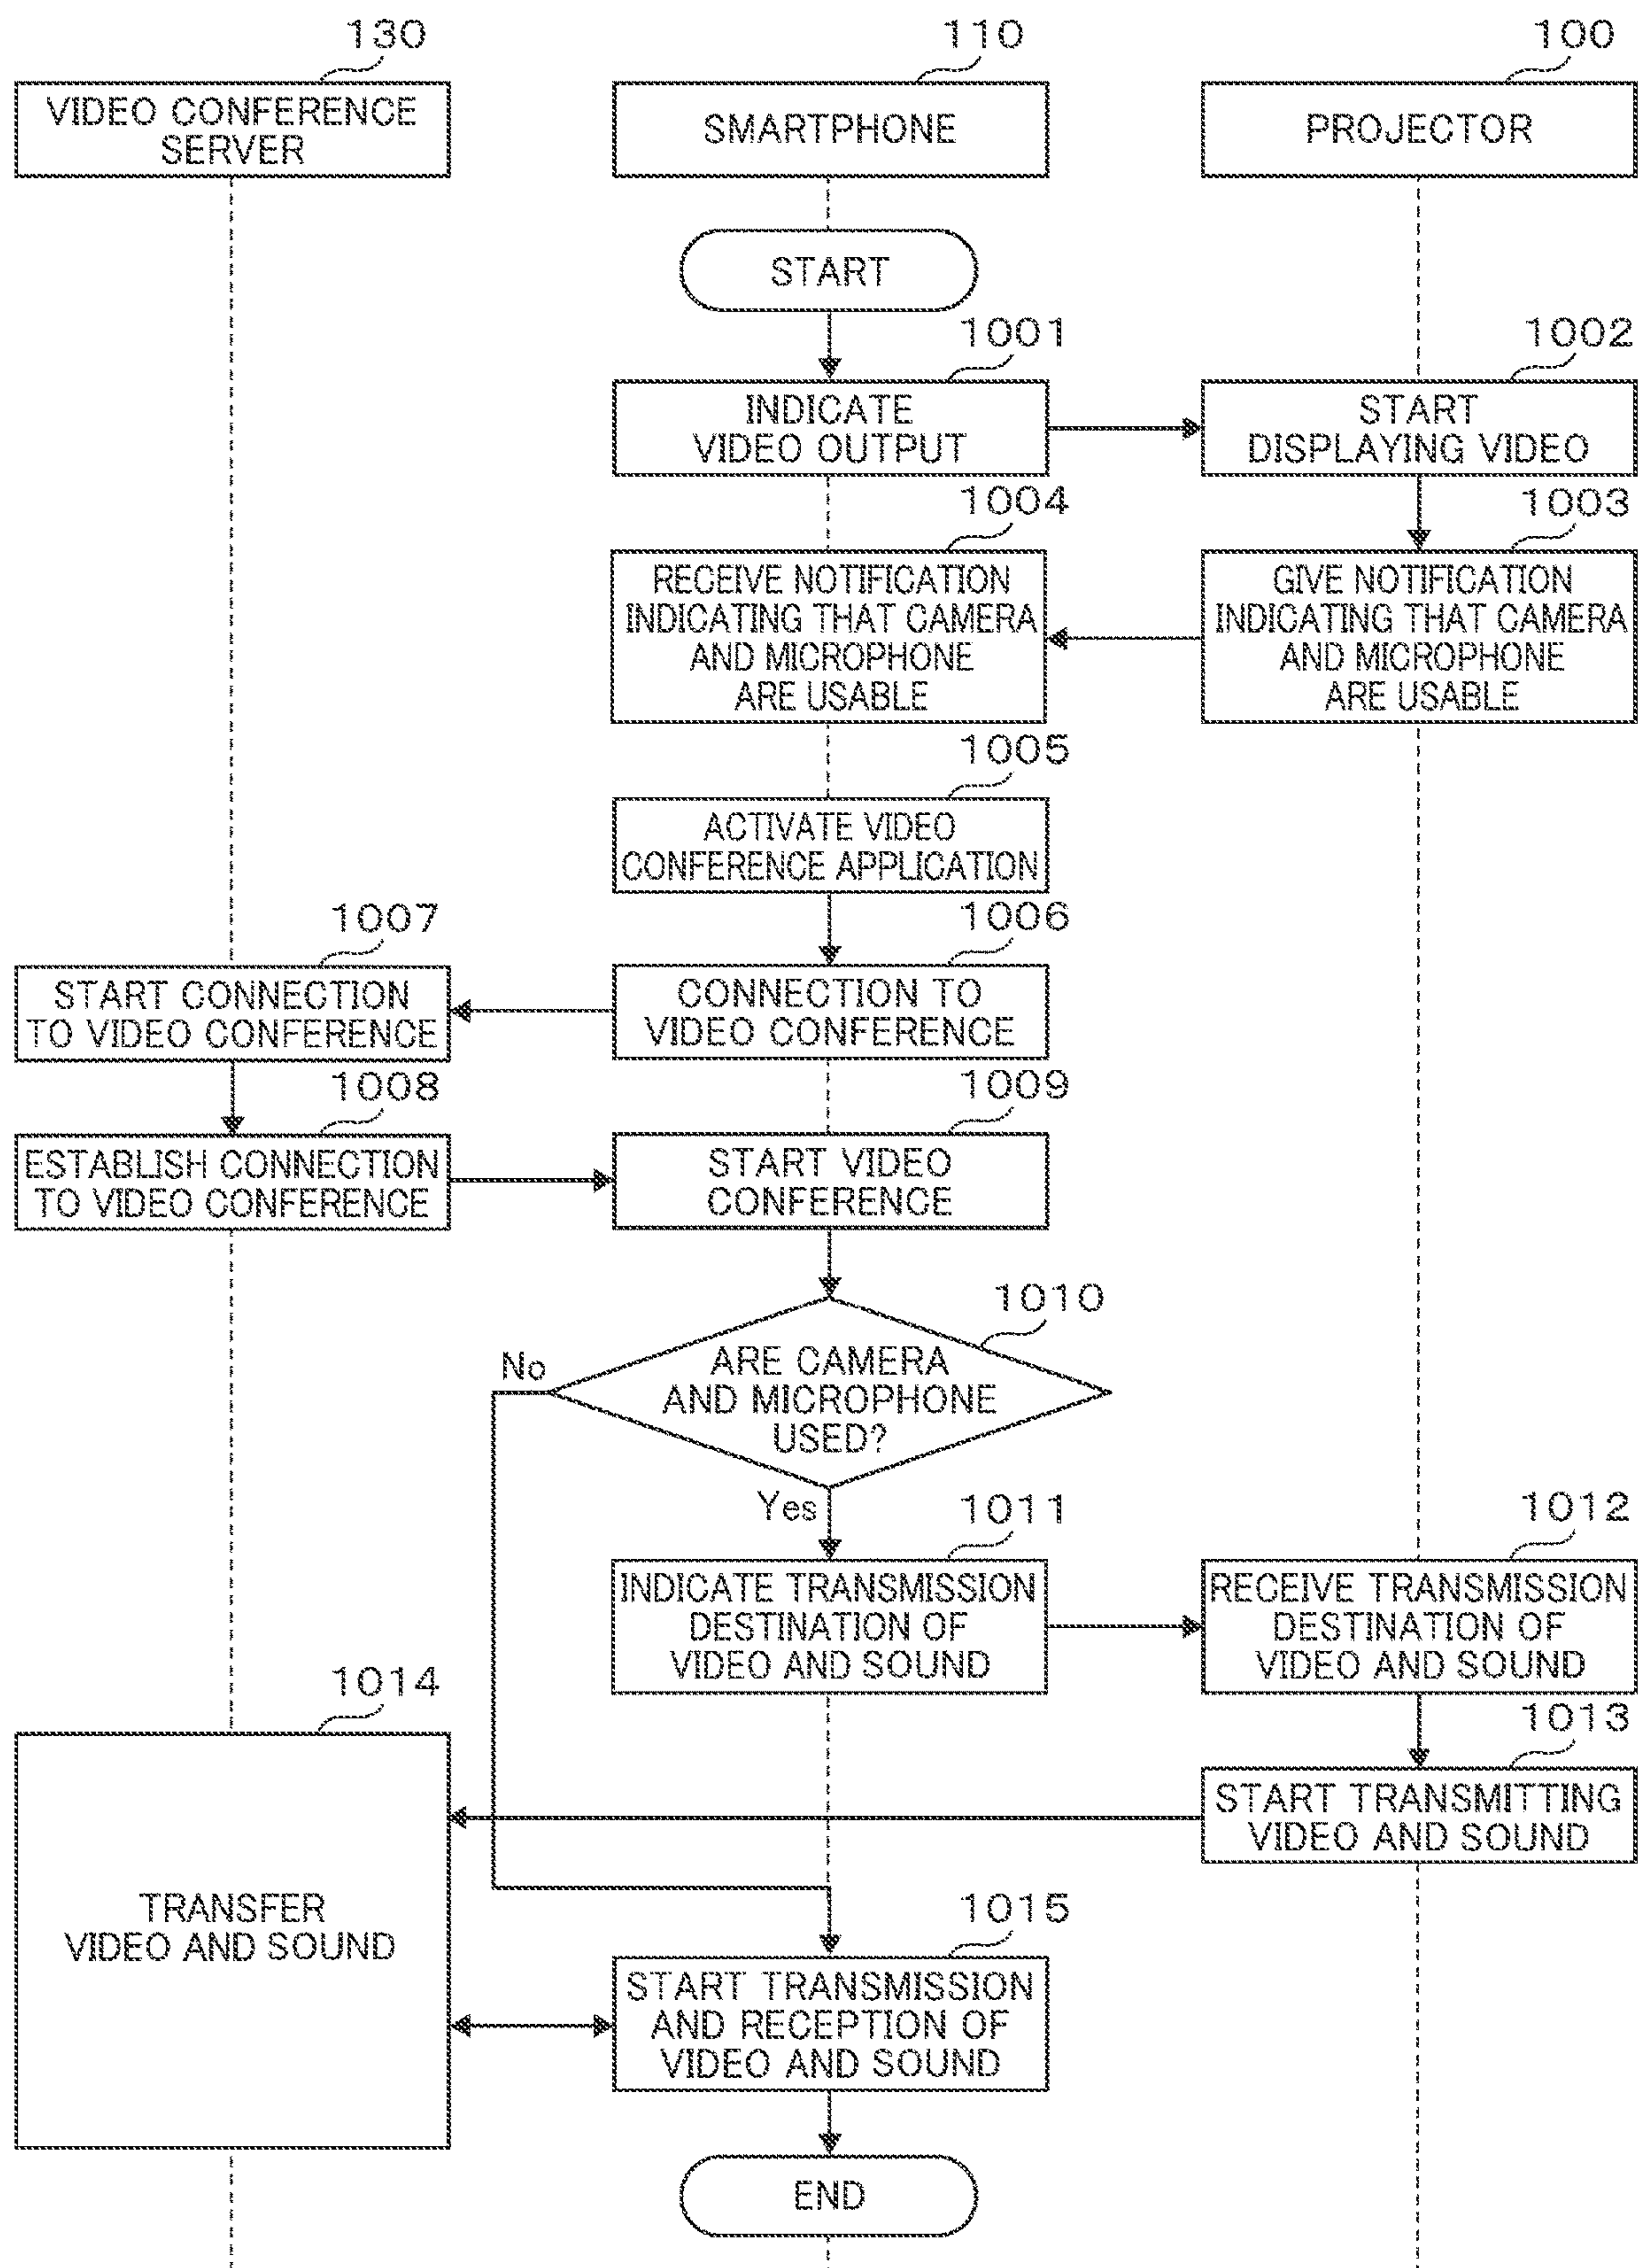 130
110
100
VIDEO CONFERENCE
SERVER
SMARTPHONE
PROJECTOR
START
1001
1002
INDICATE
VIDEO OUTPUT
START
DISPLAYING VIDEO
1004
1003
RECEIVE NOTIFICATION
INDICATING THAT CAMERA
AND MICROPHONE
ARE USABLE
GIVE NOTIFICATION
INDICATING THAT CAMERA
AND MICROPHONE
ARE USABLE
1005
ACTIVATE VIDEO
CONFERENCE APPLICATION
1007
1006
START CONNECTION
TO VIDEO CONFERENCE
CONNECTION TO
VIDEO CONFERENCE
1008
1009
ESTABLISH CONNECTION
TO VIDEO CONFERENCE
START VIDEO
CONFERENCE
1010
No
ARE CAMERA
AND MICROPHONE
USED?
Yes
1011
1012
INDICATE TRANSMISSION
DESTINATION OF
VIDEO AND SOUND
RECEIVE TRANSMISSION
DESTINATION OF
VIDEO AND SOUND
1014
1013
START TRANSMITTING
VIDEO AND SOUND
TRANSFER
VIDEO AND SOUND
1015
START TRANSMISSION
AND RECEPTION OF
VIDEO AND SOUND
END